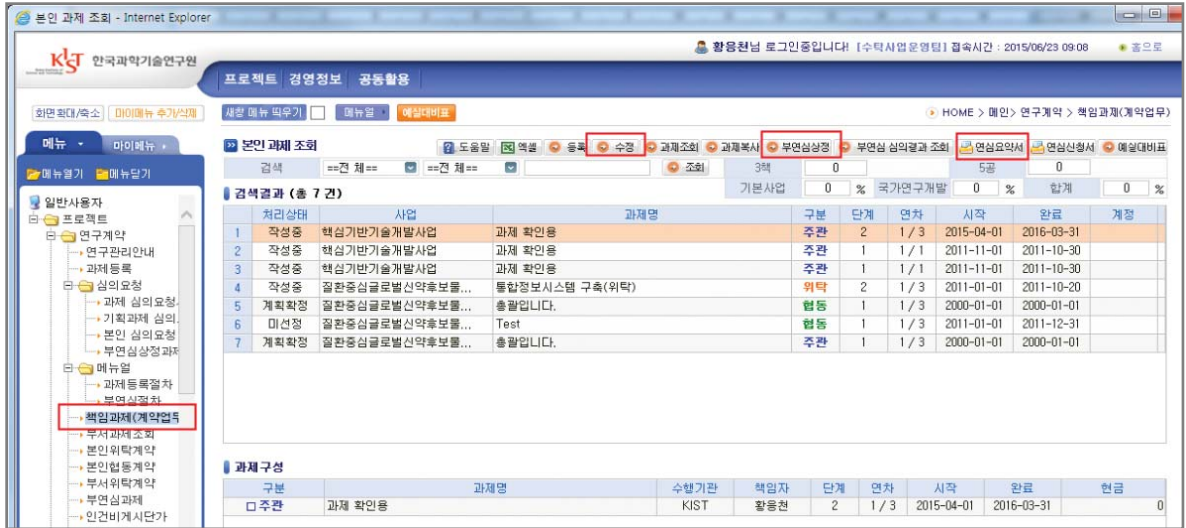 본인 과제 조회 - Internet Explorer
KIST 한국과학기술연구원
황용천님 로그인중입니다! [수탁사업운영팀] 접속시간 : 2015/06/23 09:08 홈으로
프로젝트 경영정보 공동활용
화면확대/축소 마이메뉴 추가/삭제 새창 메뉴 띄우기 매뉴얼 예실대비표 HOME > 메인> 연구계약 > 책임과제(계약업무)
메뉴 마이메뉴
메뉴열기 메뉴닫기
일반사용자
프로젝트
연구계약
연구관리안내
과제등록
심의요청
과제 심의요청
기획과제 심의
본인 심의요청
부연심상정과제
매뉴얼
과제등록절차
부연심절차
책임과제(계약업무
부서과제조회
본인위탁계약
본인협동계약
부서위탁계약
부연심과제
인건비게시단가
본인 과제 조회 도움말 엑셀 등록 수정 과제조회 과제복사 부연심상정 부연심 심의결과 조회 연심요약서 연심신청서 예실대비표
검색 ==전 체== ==전 체== 조회 3책 0 5공 0
기본사업 0 % 국가연구개발 0 % 합계 0 %
검색결과 (총 7 건)
처리상태 사업 과제명 구분 단계 연차 시작 완료 계정
1 작성중 핵심기반기술개발사업 과제 확인용 주관 2 1 / 3 2015-04-01 2016-03-31
2 작성중 핵심기반기술개발사업 과제 확인용 주관 1 1 / 1 2011-11-01 2011-10-30
3 작성중 핵심기반기술개발사업 과제 확인용 주관 1 1 / 1 2011-11-01 2011-10-30
4 작성중 질환중심글로벌신약후보물... 통합정보시스템 구축(위탁) 위탁 2 1 / 3 2011-01-01 2011-10-20
5 계획확정 질환중심글로벌신약후보물... 총괄입니다. 협동 1 1 / 3 2000-01-01 2000-01-01
6 미선정 질환중심글로벌신약후보물... Test 협동 1 1 / 3 2011-01-01 2011-12-31
7 계획확정 질환중심글로벌신약후보물... 총괄입니다. 주관 1 1 / 3 2000-01-01 2000-01-01
과제구성
구분 과제명 수행기관 책임자 단계 연차 시작 완료 현금
주관 과제 확인용 KIST 황용천 2 1 / 3 2015-04-01 2016-03-31 0